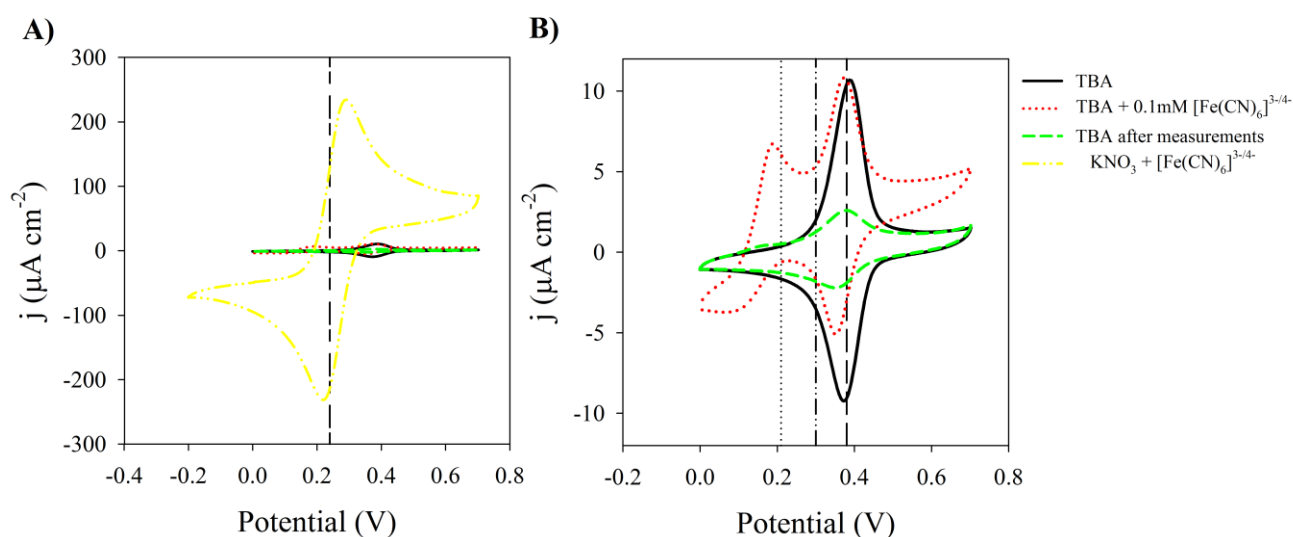 A)
300
200
100
0
-100
-200
-300
-0.4 -0.2 0.0 0.2 0.4 0.6 0.8
Potential (V)
j (µA cm⁻²)
B)
10
5
0
-5
-10
-0.2 0.0 0.2 0.4 0.6 0.8
Potential (V)
j (µA cm⁻²)
TBA
TBA + 0.1mM [Fe(CN)₆]³⁻/⁴⁻
TBA after measurements
KNO₃ + [Fe(CN)₆]³⁻/⁴⁻